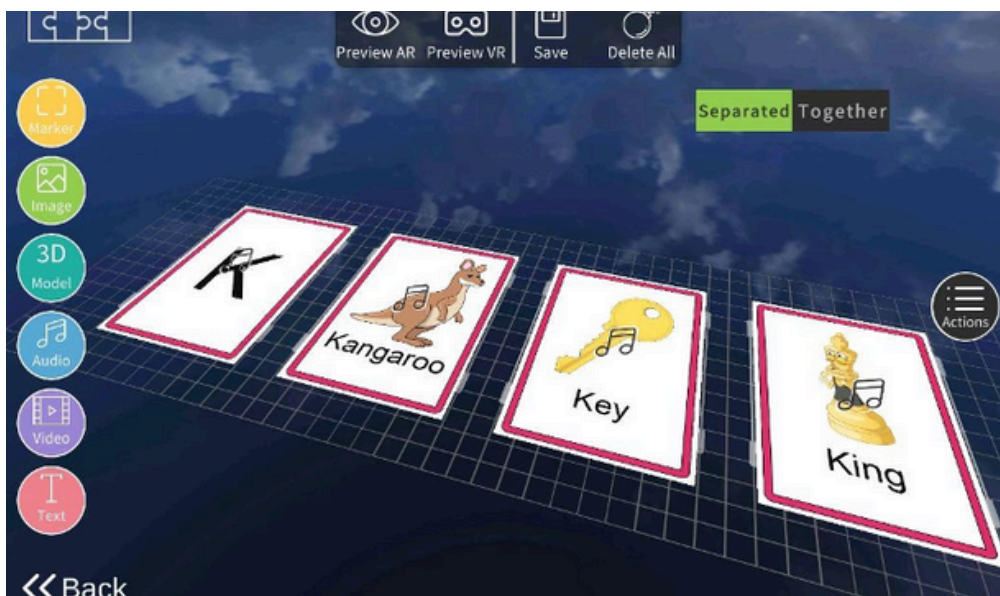 Preview AR Preview VR Save Delete All
Separated Together
Marker
Image
3D
Model
Audio
Video
T
Text
Actions
K
Kangaroo
Key
King
Back